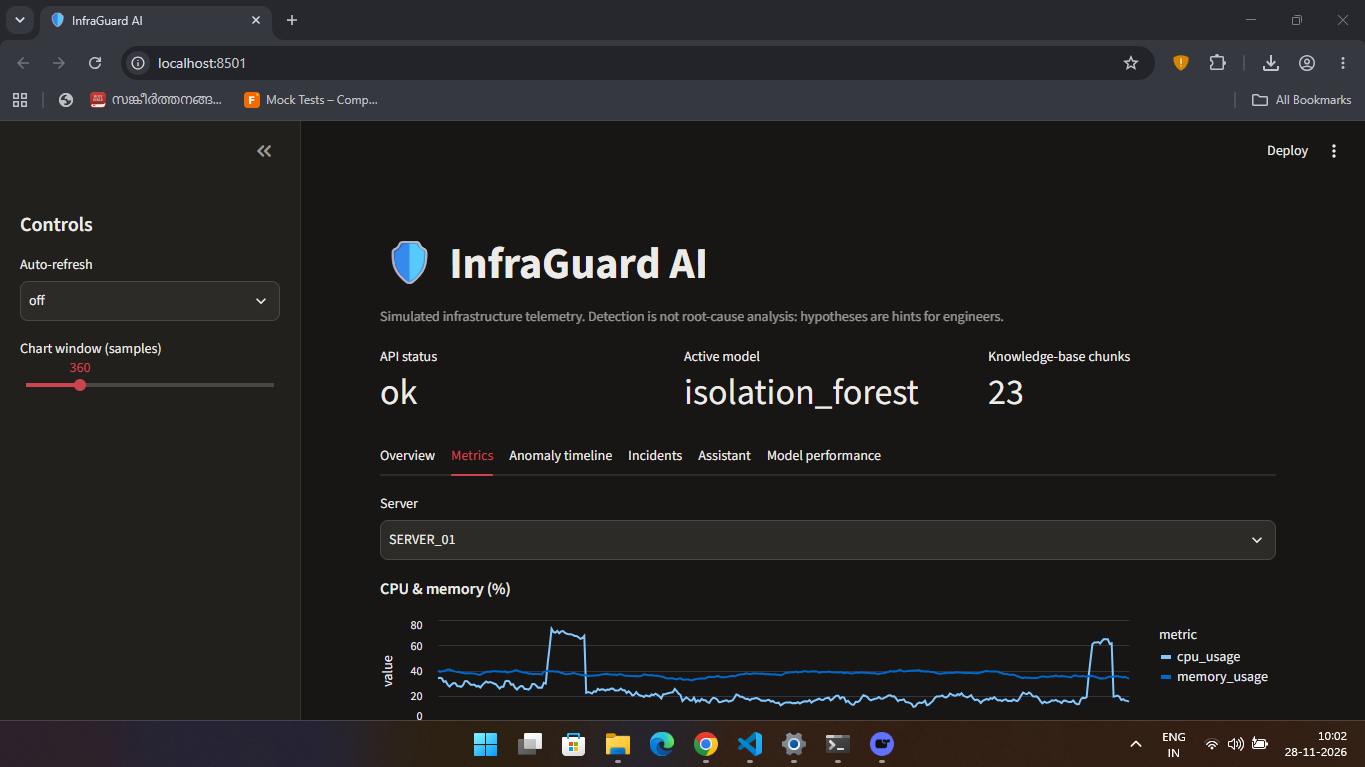 InfraGuard AI
localhost:8501
സങ്കീർത്തനങ്ങ...
Mock Tests – Comp...
All Bookmarks
Deploy
Controls
Auto-refresh
off
Chart window (samples)
360
InfraGuard AI
Simulated infrastructure telemetry. Detection is not root-cause analysis: hypotheses are hints for engineers.
API status
Active model
Knowledge-base chunks
ok
isolation_forest
23
Overview Metrics Anomaly timeline Incidents Assistant Model performance
Server
SERVER_01
CPU & memory (%)
80
60
40
20
0
value
metric
cpu_usage
memory_usage
ENG
IN
10:02
28-11-2026